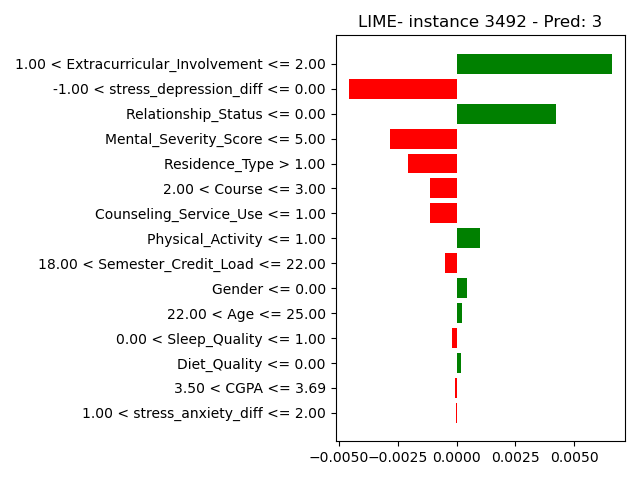 LIME- instance 3492 - Pred: 3
1.00 < Extracurricular_Involvement <= 2.00
-1.00 < stress_depression_diff <= 0.00
Relationship_Status <= 0.00
Mental_Severity_Score <= 5.00
Residence_Type > 1.00
2.00 < Course <= 3.00
Counseling_Service_Use <= 1.00
Physical_Activity <= 1.00
18.00 < Semester_Credit_Load <= 22.00
Gender <= 0.00
22.00 < Age <= 25.00
0.00 < Sleep_Quality <= 1.00
Diet_Quality <= 0.00
3.50 < CGPA <= 3.69
1.00 < stress_anxiety_diff <= 2.00
−0.0050 −0.0025 0.0000 0.0025 0.0050